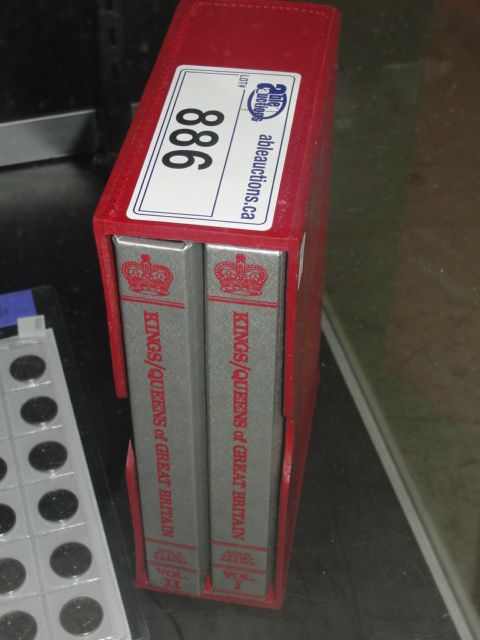 LOT#
886
able auctions
ableauctions.ca
KINGS/QUEENS of GREAT BRITAIN
VOL. II
KINGS/QUEENS of GREAT BRITAIN
VOL. I